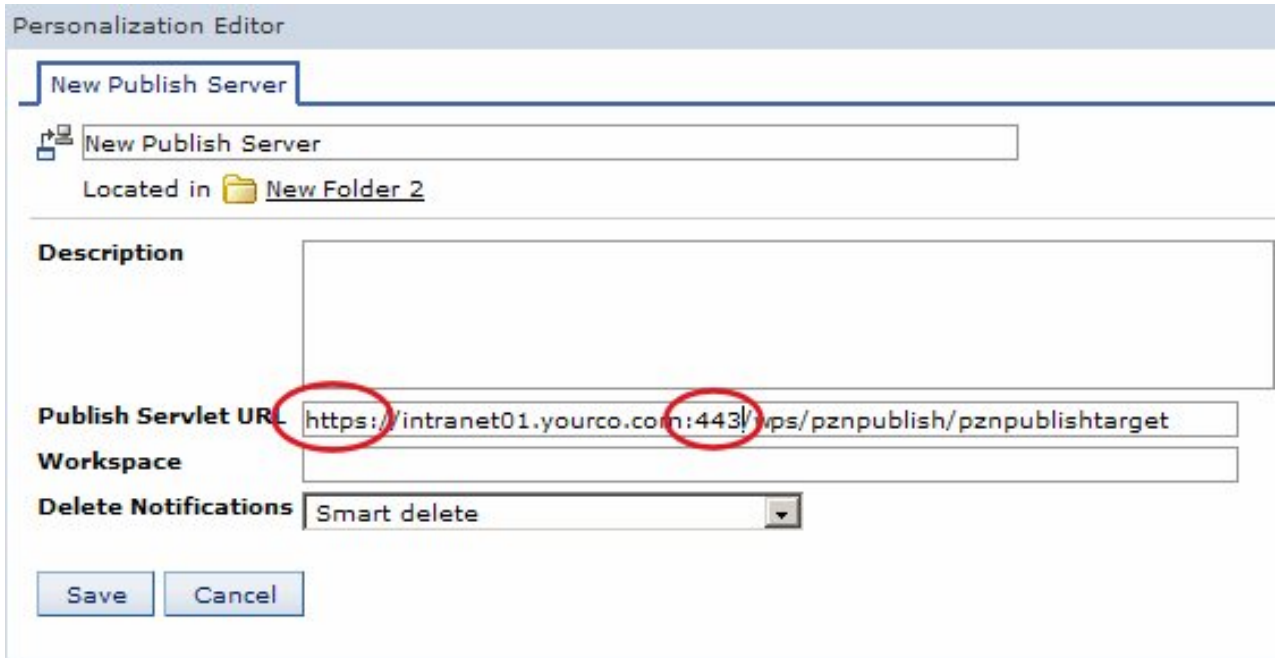 Personalization Editor
New Publish Server
New Publish Server
Located in New Folder 2
Description
Publish Servlet URL https://intranet01.yourco.com:443/wps/pznpublish/pznpublishtarget
Workspace
Delete Notifications Smart delete
Save Cancel